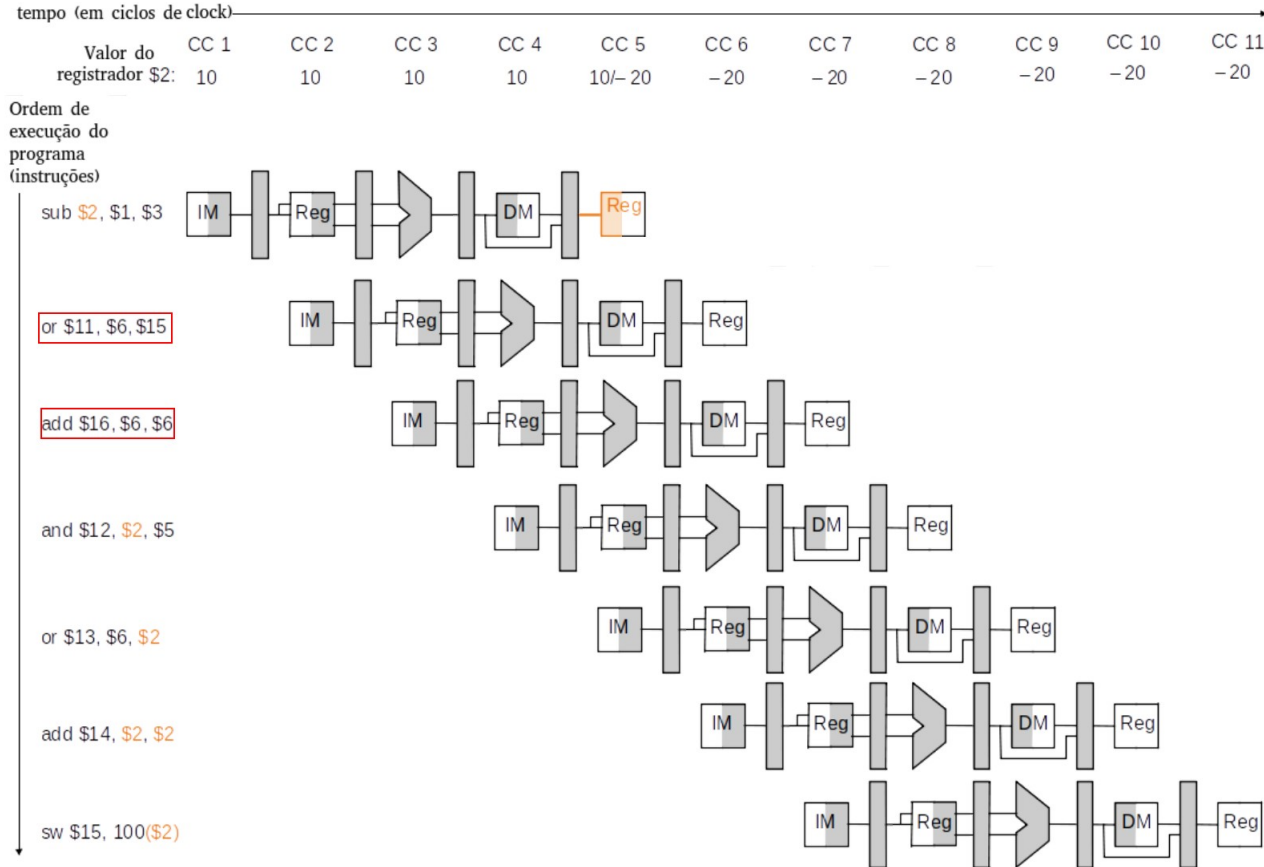 tempo (em ciclos de clock)
CC 1 CC 2 CC 3 CC 4 CC 5 CC 6 CC 7 CC 8 CC 9 CC 10 CC 11
Valor do
registrador $2: 10 10 10 10 10/– 20 – 20 – 20 – 20 – 20 – 20 – 20
Ordem de
execução do
programa
(instruções)
sub $2, $1, $3 IM Reg DM Reg
or $11, $6, $15 IM Reg DM Reg
add $16, $6, $6 IM Reg DM Reg
and $12, $2, $5 IM Reg DM Reg
or $13, $6, $2 IM Reg DM Reg
add $14, $2, $2 IM Reg DM Reg
sw $15, 100($2) IM Reg DM Reg